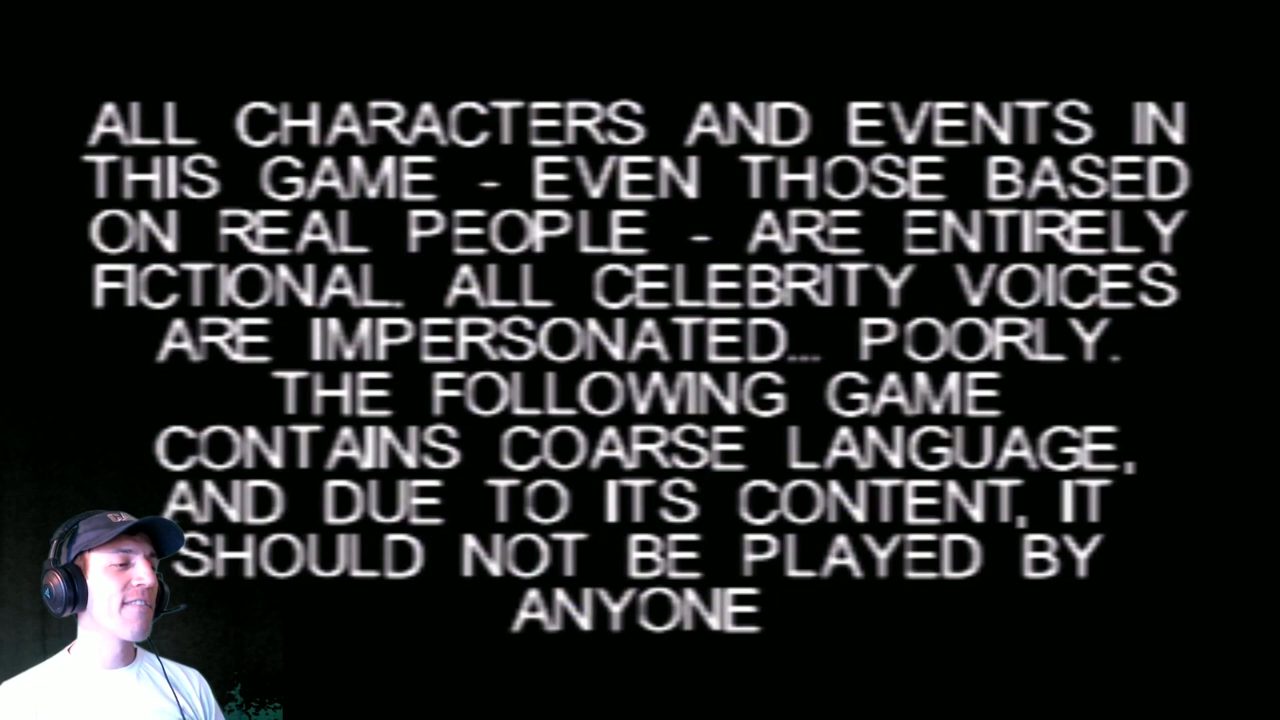 ALL CHARACTERS AND EVENTS IN
THIS GAME - EVEN THOSE BASED
ON REAL PEOPLE - ARE ENTIRELY
FICTIONAL. ALL CELEBRITY VOICES
ARE IMPERSONATED... POORLY.
THE FOLLOWING GAME
CONTAINS COARSE LANGUAGE,
AND DUE TO ITS CONTENT, IT
SHOULD NOT BE PLAYED BY
ANYONE